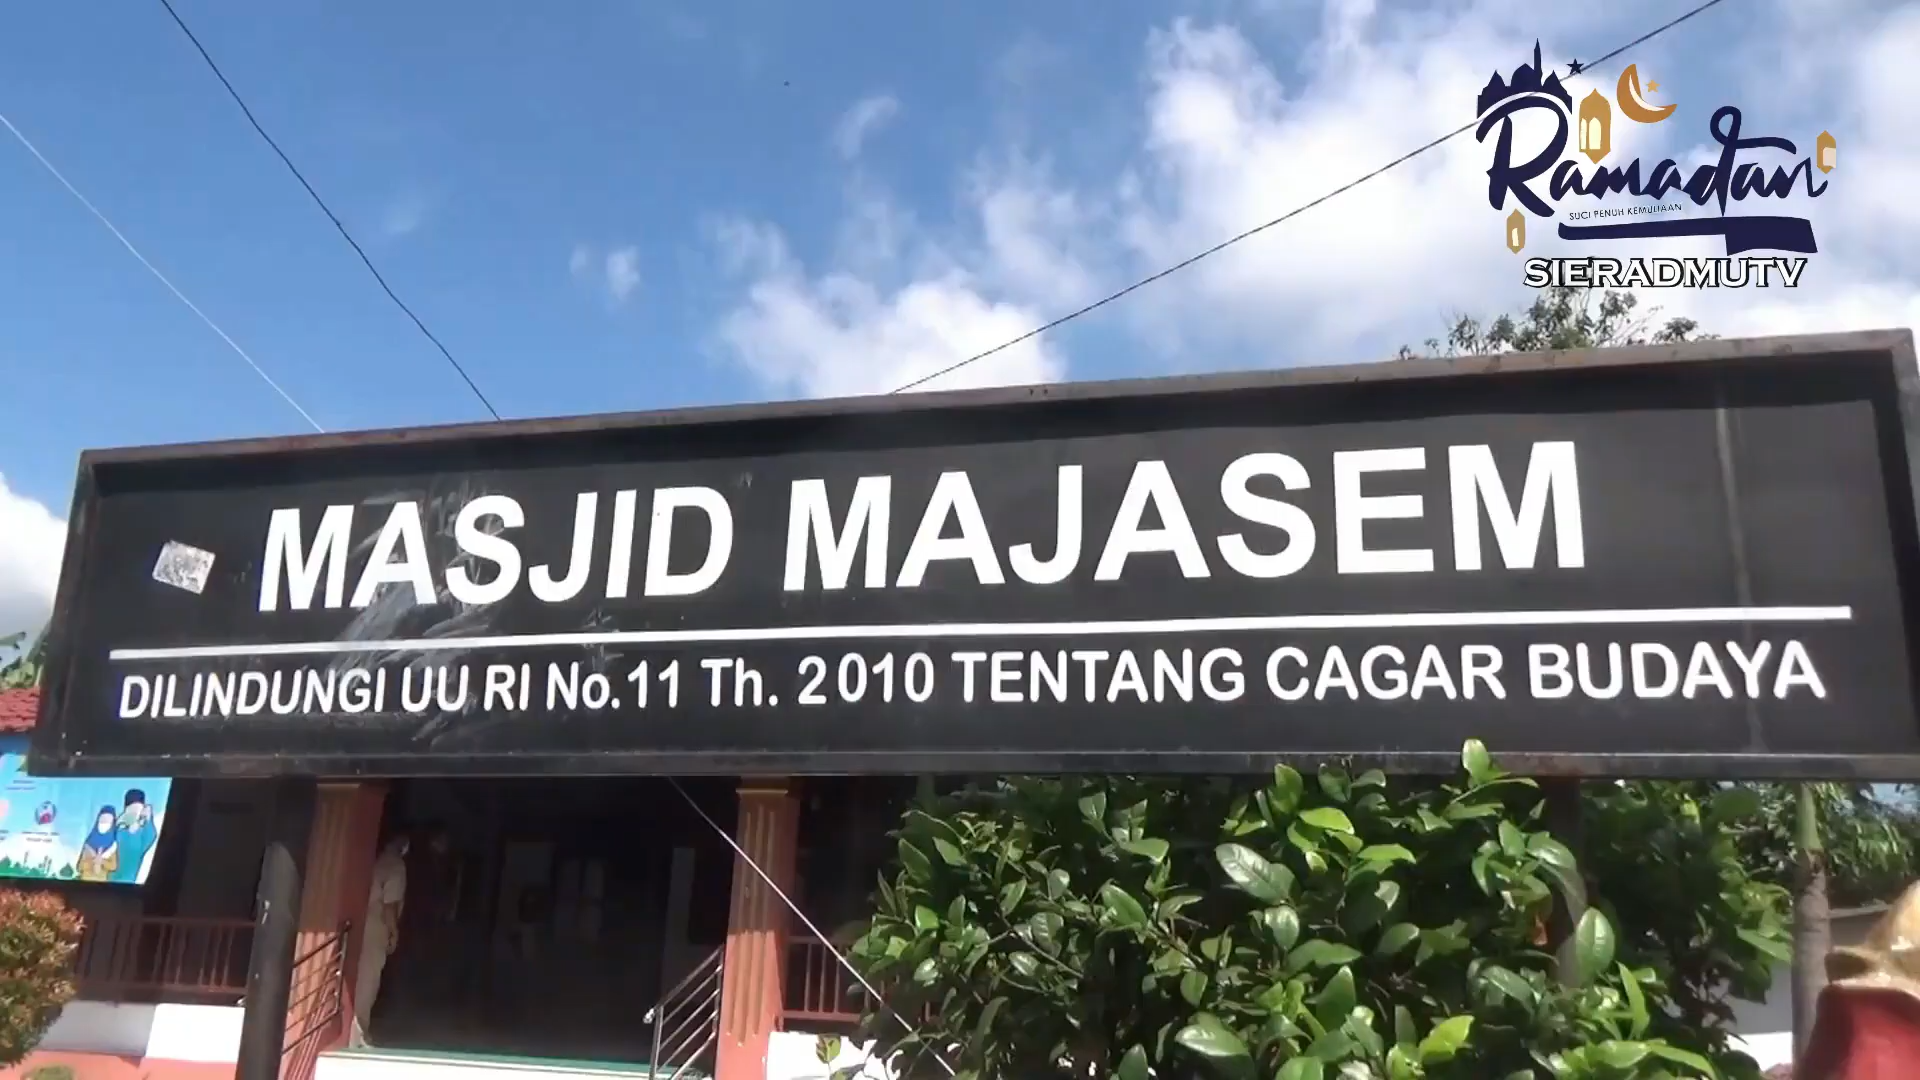 Ramadan
SUCI PENUH KEMULIAAN
SIERADMUTV
MASJID MAJASEM
DILINDUNGI UU RI No.11 Th. 2010 TENTANG CAGAR BUDAYA